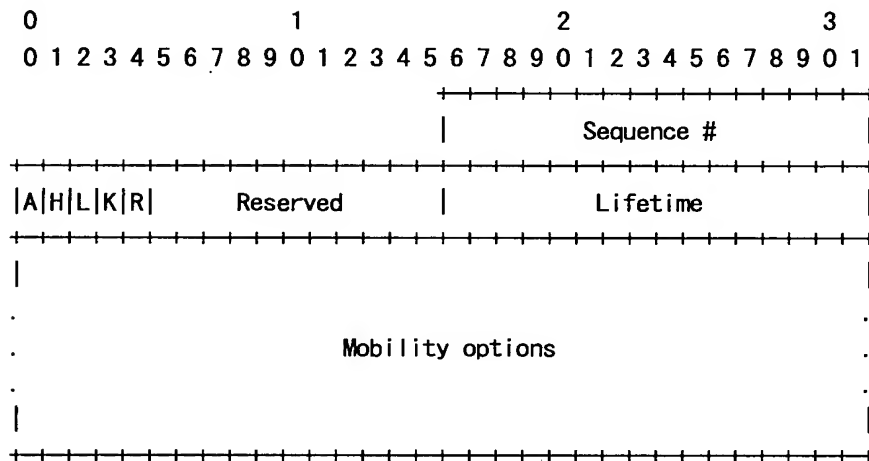 0 1 2 3
0 1 2 3 4 5 6 7 8 9 0 1 2 3 4 5 6 7 8 9 0 1 2 3 4 5 6 7 8 9 0 1
+-+-+-+-+-+-+-+-+-+-+-+-+-+-+-+-+
| Sequence # |
+-+-+-+-+-+-+-+-+-+-+-+-+-+-+-+-+-+-+-+-+-+-+-+-+-+-+-+-+-+-+-+-+
|A|H|L|K|R| Reserved | Lifetime |
+-+-+-+-+-+-+-+-+-+-+-+-+-+-+-+-+-+-+-+-+-+-+-+-+-+-+-+-+-+-+-+-+
| |
. .
. Mobility options .
. .
| |
+-+-+-+-+-+-+-+-+-+-+-+-+-+-+-+-+-+-+-+-+-+-+-+-+-+-+-+-+-+-+-+-+